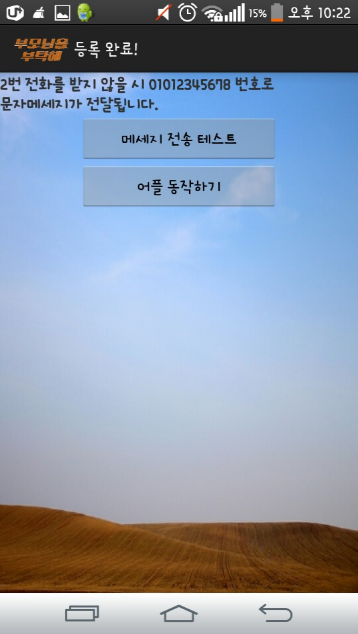 15% 오후 10:22
부모님을
부탁해 등록 완료!
2번 전화를 받지 않을 시 01012345678 번호로
문자메세지가 전달됩니다.
메세지 전송 테스트
어플 동작하기